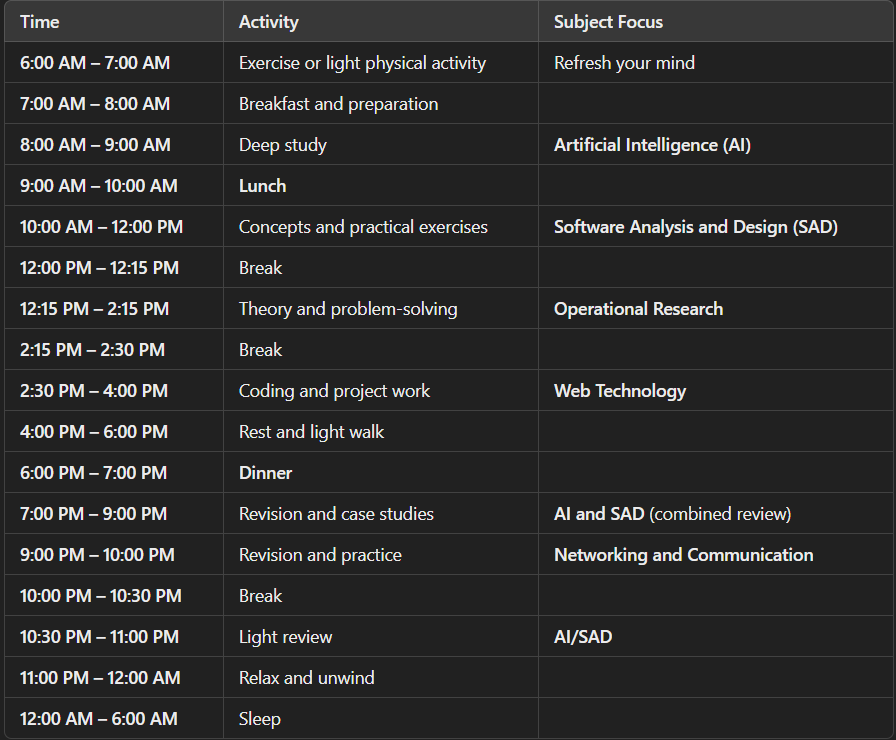 Time Activity Subject Focus
6:00 AM – 7:00 AM Exercise or light physical activity Refresh your mind
7:00 AM – 8:00 AM Breakfast and preparation
8:00 AM – 9:00 AM Deep study Artificial Intelligence (AI)
9:00 AM – 10:00 AM Lunch
10:00 AM – 12:00 PM Concepts and practical exercises Software Analysis and Design (SAD)
12:00 PM – 12:15 PM Break
12:15 PM – 2:15 PM Theory and problem-solving Operational Research
2:15 PM – 2:30 PM Break
2:30 PM – 4:00 PM Coding and project work Web Technology
4:00 PM – 6:00 PM Rest and light walk
6:00 PM – 7:00 PM Dinner
7:00 PM – 9:00 PM Revision and case studies AI and SAD (combined review)
9:00 PM – 10:00 PM Revision and practice Networking and Communication
10:00 PM – 10:30 PM Break
10:30 PM – 11:00 PM Light review AI/SAD
11:00 PM – 12:00 AM Relax and unwind
12:00 AM – 6:00 AM Sleep